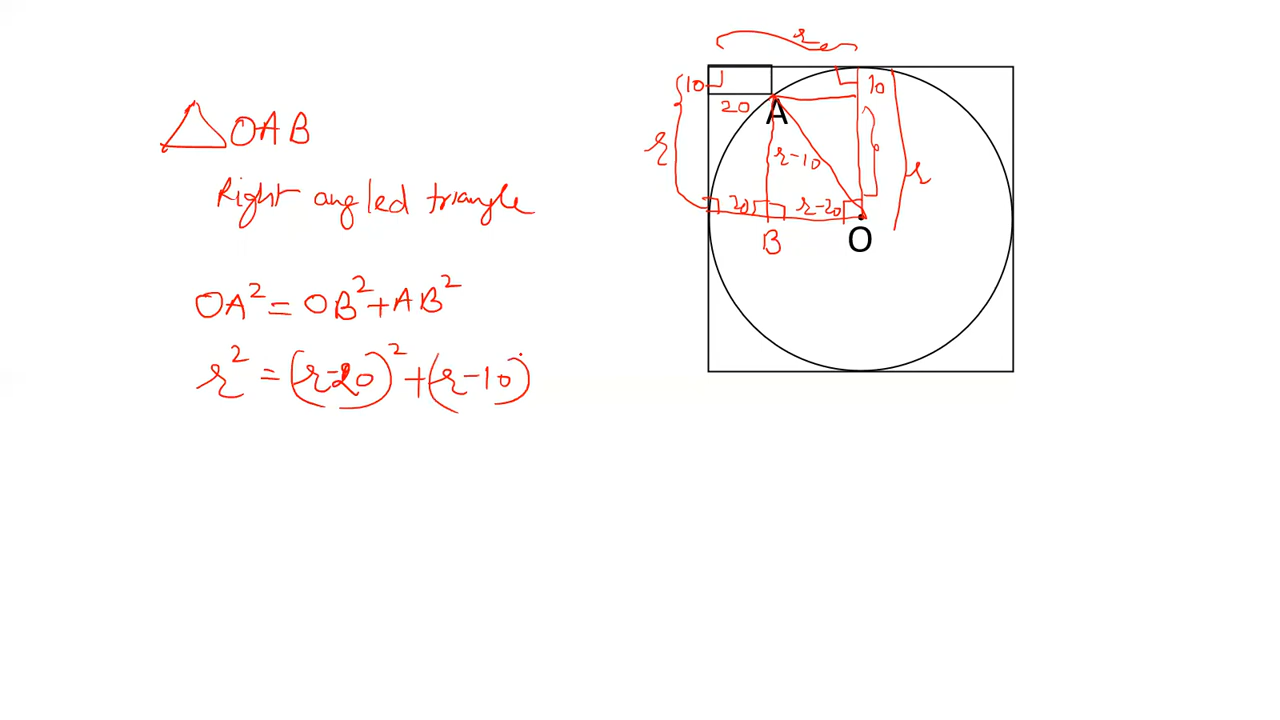 △OAB
Right angled triangle
OA² = OB² + AB²
r² = (r-20)² + (r-10)
r
10
10
20
A
r
r-10
r
20
r-20
B
O